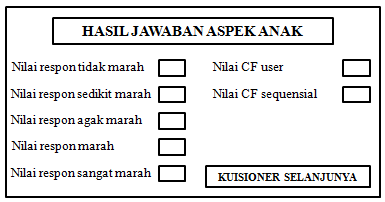 HASIL JAWABAN ASPEK ANAK
Nilai respon tidak marah
Nilai respon sedikit marah
Nilai respon agak marah
Nilai respon marah
Nilai respon sangat marah
Nilai CF user
Nilai CF sequensial
KUISIONER SELANJUNYA